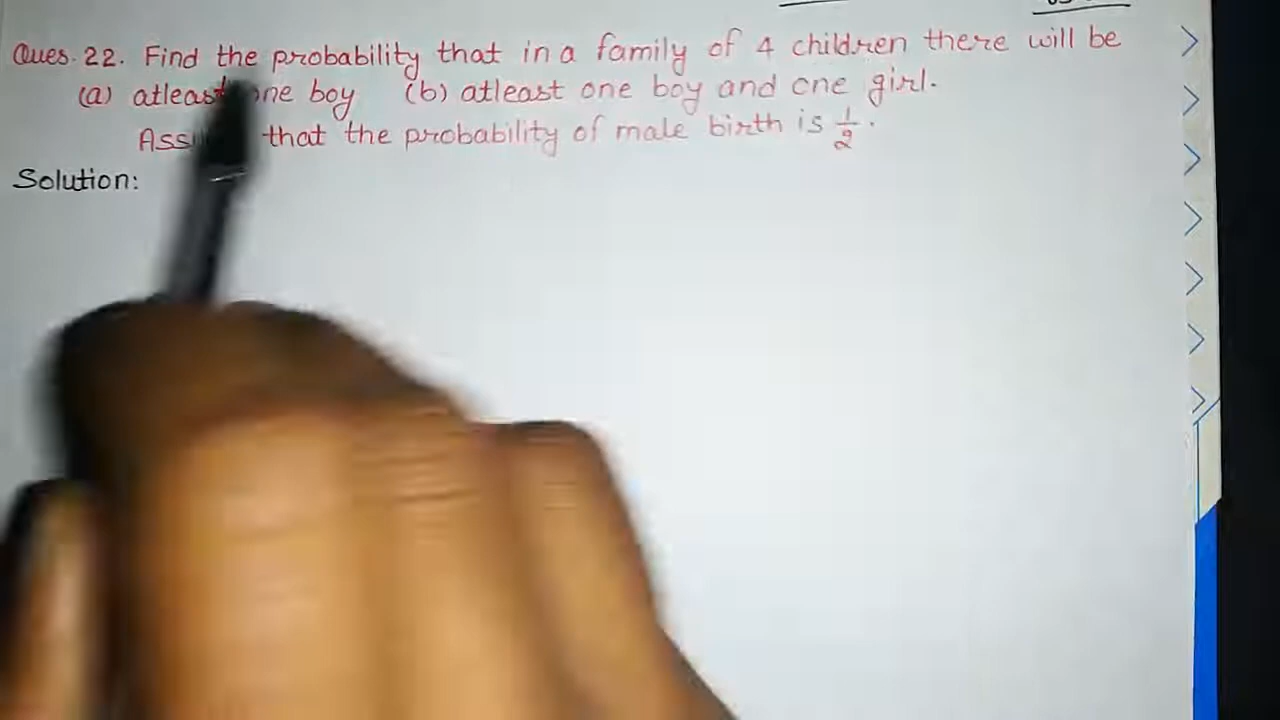 Ques. 22. Find the probability that in a family of 4 children there will be
(a) atleast one boy (b) atleast one boy and one girl.
that the probability of male birth is 1/2.
Solution: